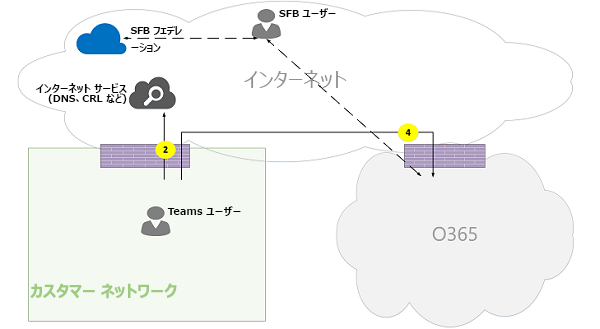 SFB ユーザー
SFB フェデレ
ーション
インターネット
インターネット サービス
(DNS、CRL など)
2
4
Teams ユーザー
O365
カスタマー ネットワーク